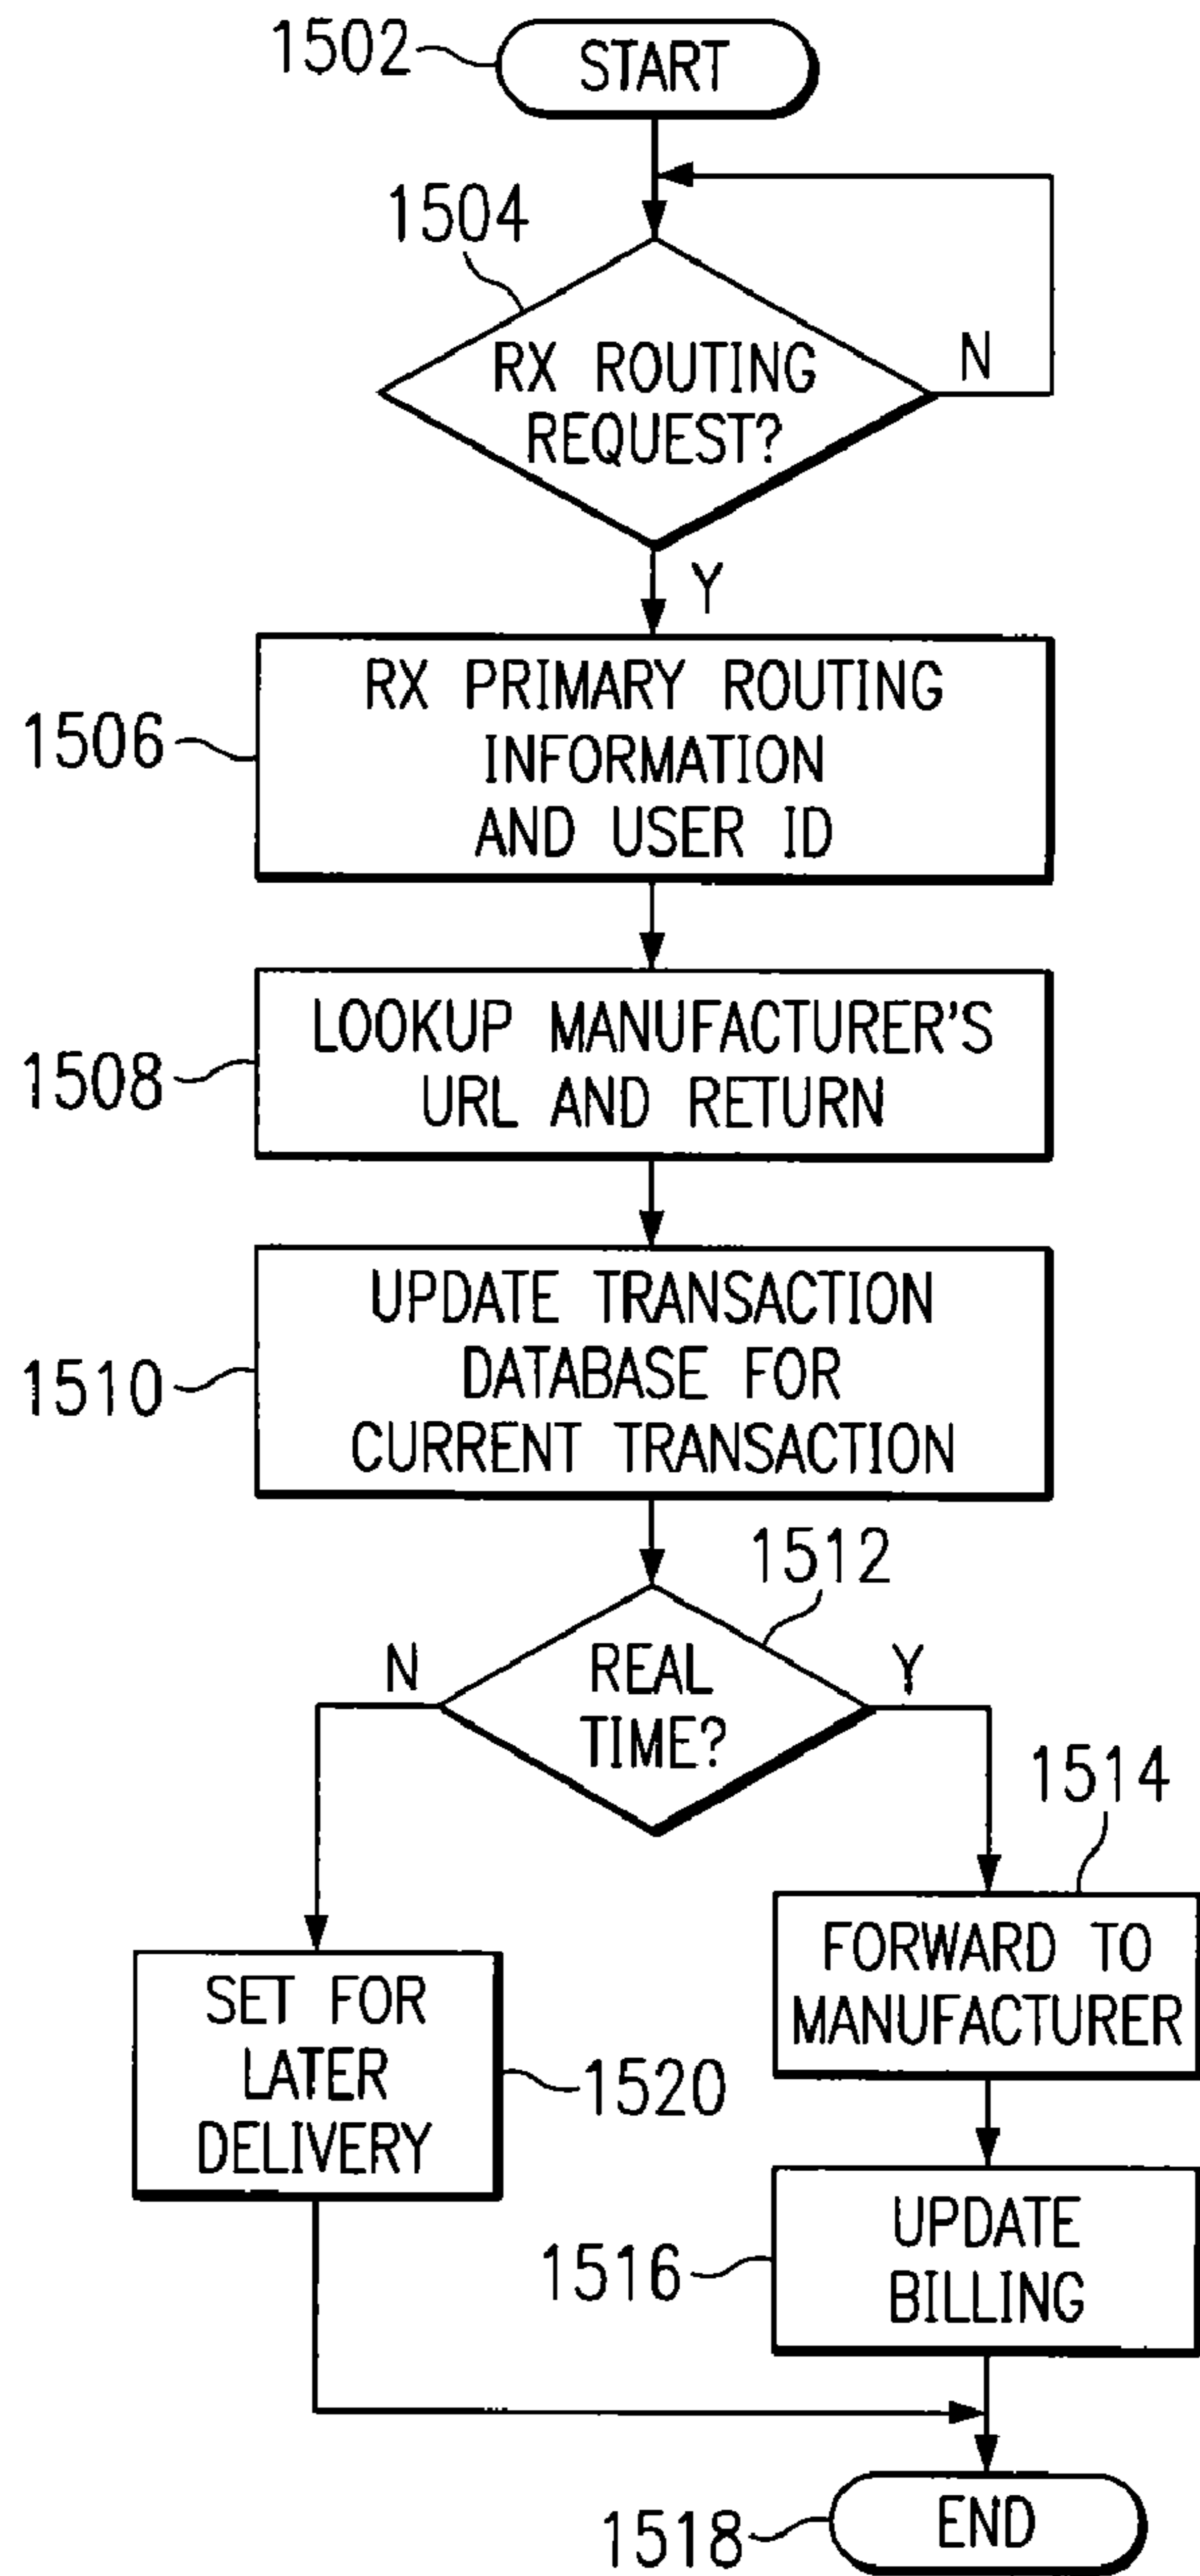 1502
START
1504
RX ROUTING
REQUEST?
N
Y
1506
RX PRIMARY ROUTING
INFORMATION
AND USER ID
1508
LOOKUP MANUFACTURER'S
URL AND RETURN
1510
UPDATE TRANSACTION
DATABASE FOR
CURRENT TRANSACTION
1512
N
REAL
TIME?
Y
1514
FORWARD TO
MANUFACTURER
SET FOR
LATER
DELIVERY
1520
1516
UPDATE
BILLING
1518
END